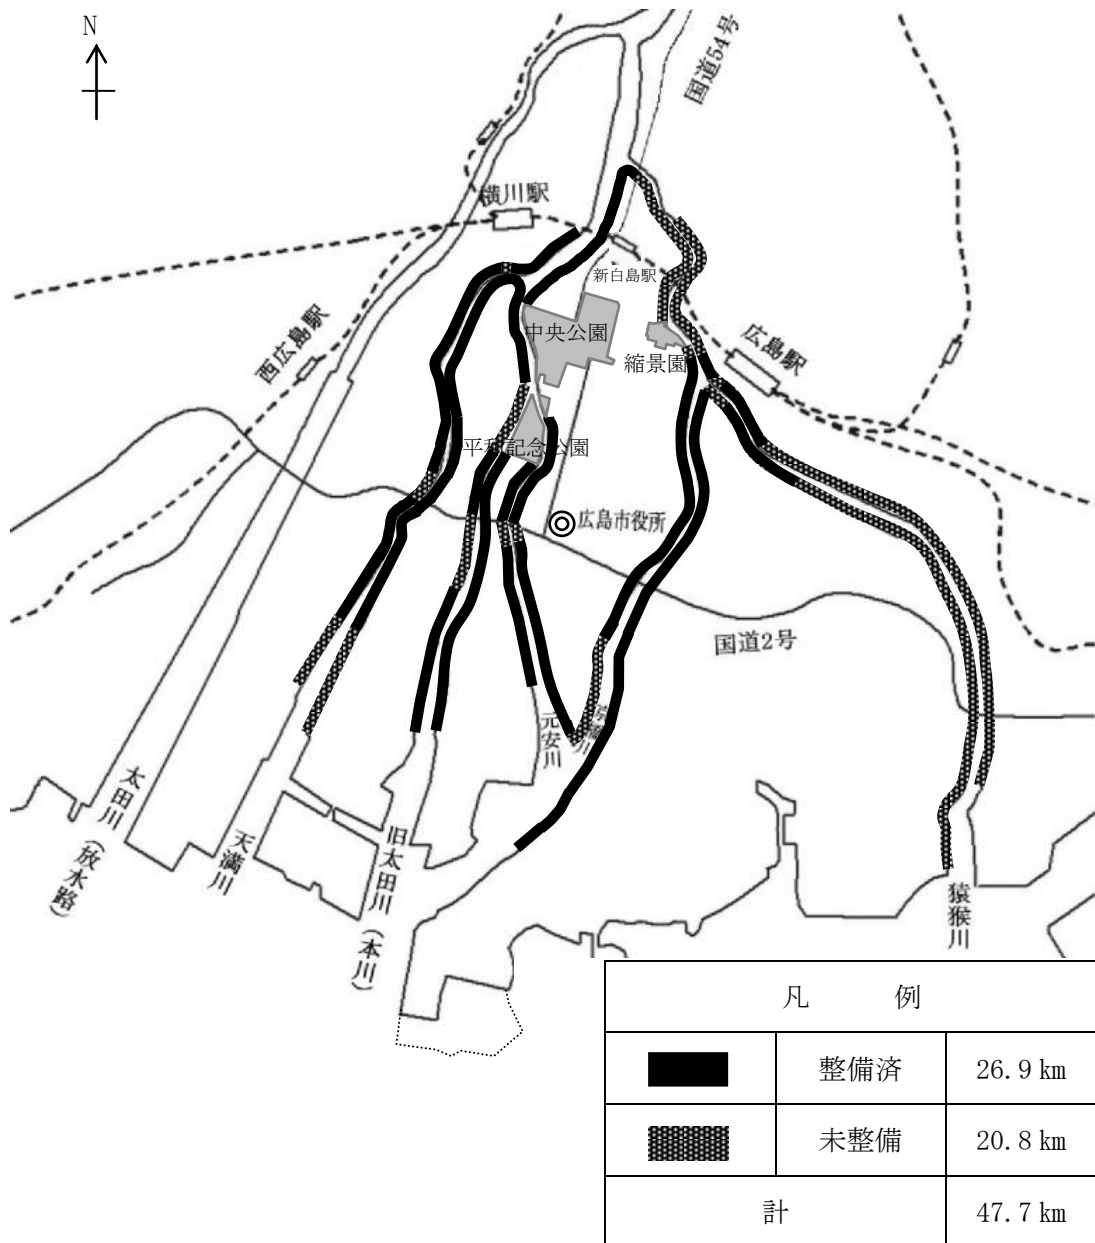 N
国道54号
横川駅
新白島駅
西広島駅
中央公園
広島駅
縮景園
平和記念公園
広島市役所
国道2号
元安川
京橋川
太田川(放水路)
天満川
旧太田川(本川)
猿猴川
凡 例
整備済 26.9 km
未整備 20.8 km
計 47.7 km